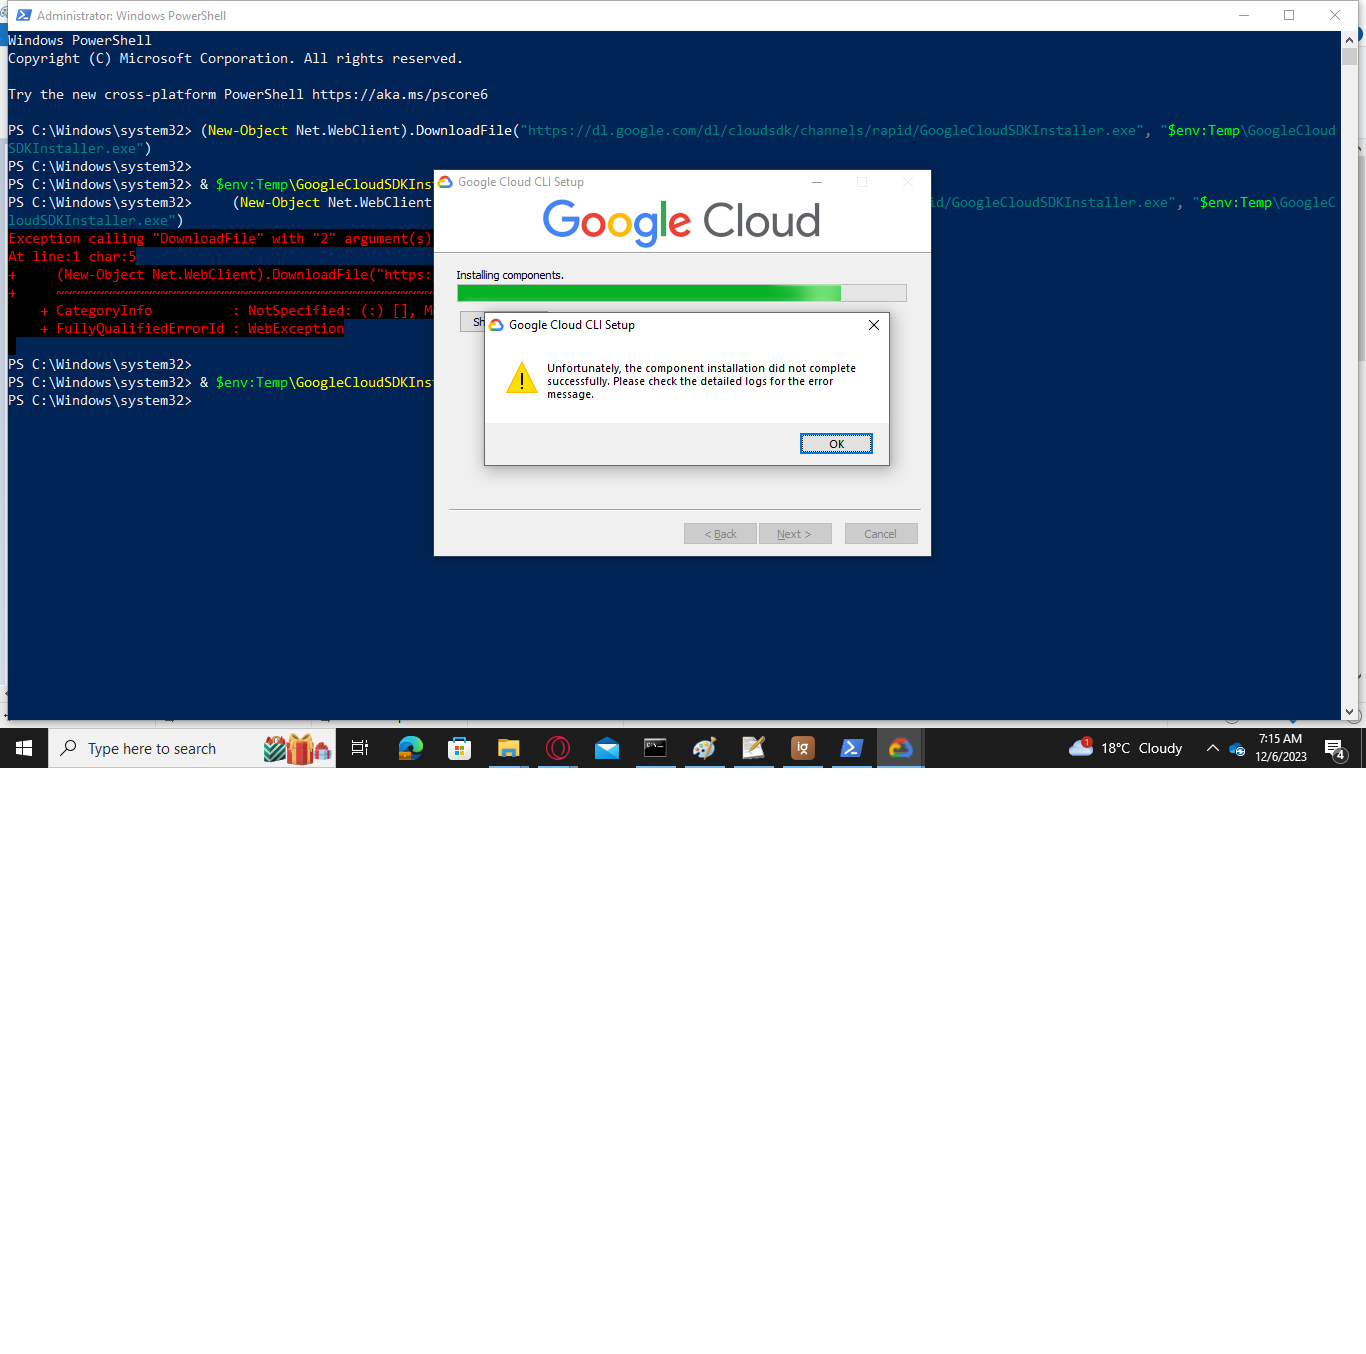 Administrator: Windows PowerShell
Windows PowerShell
Copyright (C) Microsoft Corporation. All rights reserved.
Try the new cross-platform PowerShell https://aka.ms/pscore6
PS C:\Windows\system32> (New-Object Net.WebClient).DownloadFile("https://dl.google.com/dl/cloudsdk/channels/rapid/GoogleCloudSDKInstaller.exe", "$env:Temp\GoogleCloud
SDKInstaller.exe")
PS C:\Windows\system32>
PS C:\Windows\system32> & $env:Temp\GoogleCloudSDKIns
PS C:\Windows\system32>     (New-Object Net.WebClient id/GoogleCloudSDKInstaller.exe", "$env:Temp\GoogleC
loudSDKInstaller.exe")
Exception calling "DownloadFile" with "2" argument(s)
At line:1 char:5
+     (New-Object Net.WebClient).DownloadFile("https:
+     ~~~~~~~~~~~~~~~~~~~~~~~~~~~~~~~~~~~~~~~~~~~~~~~
    + CategoryInfo          : NotSpecified: (:) [], M
    + FullyQualifiedErrorId : WebException
PS C:\Windows\system32>
PS C:\Windows\system32> & $env:Temp\GoogleCloudSDKIns
PS C:\Windows\system32>
Google Cloud CLI Setup
Google Cloud
Installing components.
Sh
Google Cloud CLI Setup
Unfortunately, the component installation did not complete
successfully. Please check the detailed logs for the error
message.
OK
< Back
Next >
Cancel
Type here to search
ig
1
18°C Cloudy
7:15 AM
12/6/2023
4